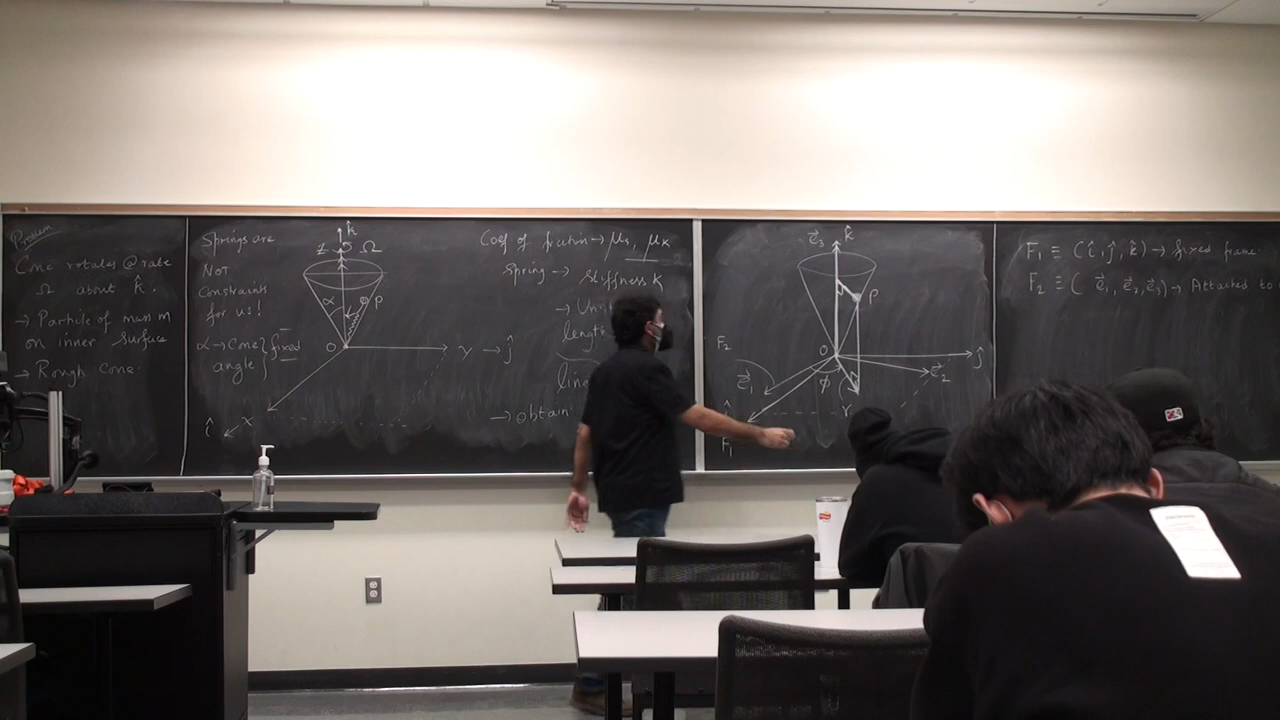 Problem
Cone rotates @ rate
Ω about k̂.
→ Particle of mass m
on inner surface
→ Rough Cone.
Springs are
NOT
Constraints
for us!
α → Cone
angle } fixed
k̂
Z Ω
α
P
O
Y → ĵ
X
î
Coef of friction → μs, μk
Spring → stiffness K
→ Un
length
line
→ obtain
e⃗3 k̂
P
F2
O
ĵ
e⃗1
φ
e⃗2
r
F1
F1 ≡ (î, ĵ, k̂) → fixed frame
F2 ≡ (e⃗1, e⃗2, e⃗3) → Attached to